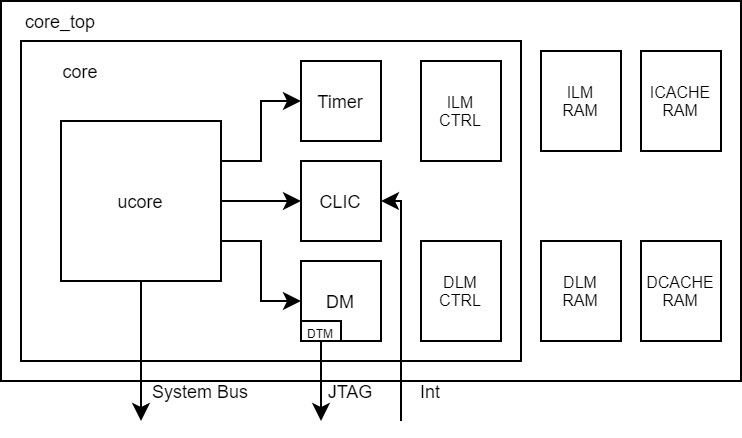 core_top
core
Timer
ILM
CTRL
ILM
RAM
ICACHE
RAM
ucore
CLIC
DM
DTM
DLM
CTRL
DLM
RAM
DCACHE
RAM
System Bus
JTAG
Int